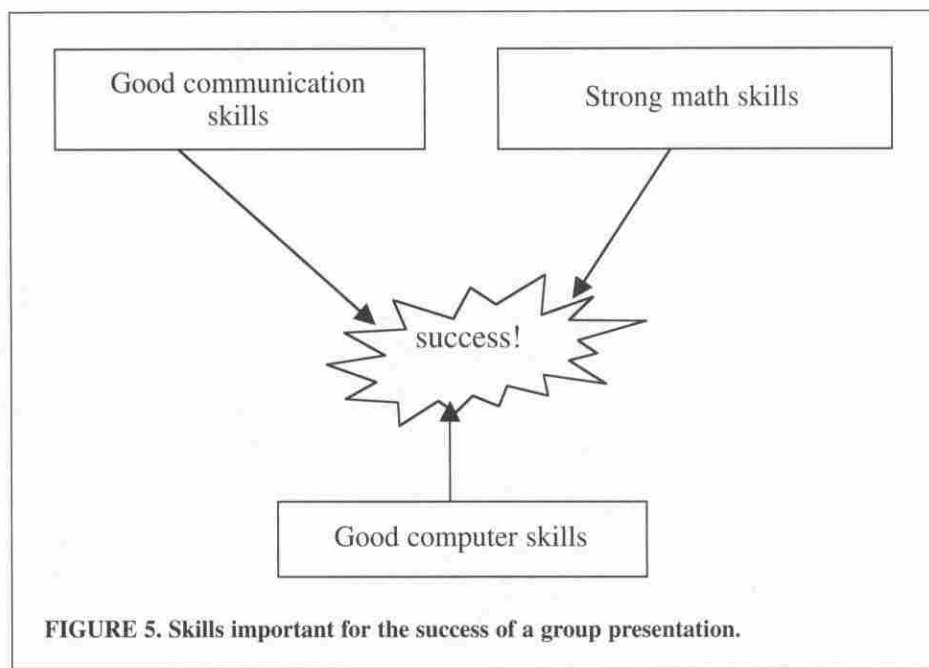 Good communication
skills
Strong math skills
success!
Good computer skills
FIGURE 5. Skills important for the success of a group presentation.